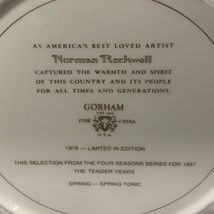 AS AMERICA'S BEST LOVED ARTIST
Norman Rockwell
CAPTURED THE WARMTH AND SPIRIT
OF THIS COUNTRY AND ITS PEOPLE
FOR ALL TIMES AND GENERATIONS.
GORHAM
FINE CHINA
U S A
1978 – LIMITED IN EDITION
THIS SELECTION FROM THE FOUR SEASONS SERIES FOR 1957
THE TENDER YEARS
SPRING – SPRING TONIC